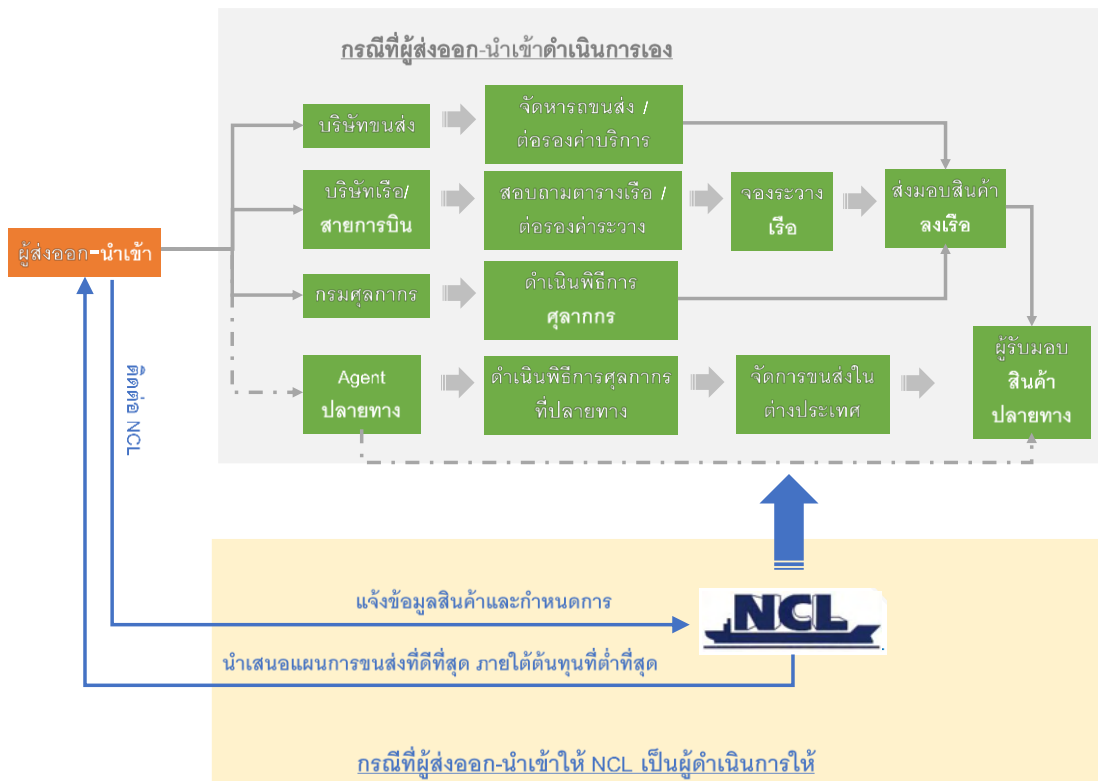 กรณีที่ผู้ส่งออก-นำเข้าดำเนินการเอง
บริษัทขนส่ง
จัดหารถขนส่ง /
ต่อรองค่าบริการ
บริษัทเรือ/
สายการบิน
สอบถามตารางเรือ /
ต่อรองค่าระวาง
จองระวาง
เรือ
ส่งมอบสินค้า
ลงเรือ
ผู้ส่งออก-นำเข้า
กรมศุลกากร
ดำเนินพิธีการ
ศุลากกร
Agent
ปลายทาง
ดำเนินพิธีการศุลกากร
ที่ปลายทาง
จัดการขนส่งใน
ต่างประเทศ
ผู้รับมอบ
สินค้า
ปลายทาง
ติดต่อ NCL
แจ้งข้อมูลสินค้าและกำหนดการ
NCL
นำเสนอแผนการขนส่งที่ดีที่สุด ภายใต้ต้นทุนที่ต่ำที่สุด
กรณีที่ผู้ส่งออก-นำเข้าให้ NCL เป็นผู้ดำเนินการให้